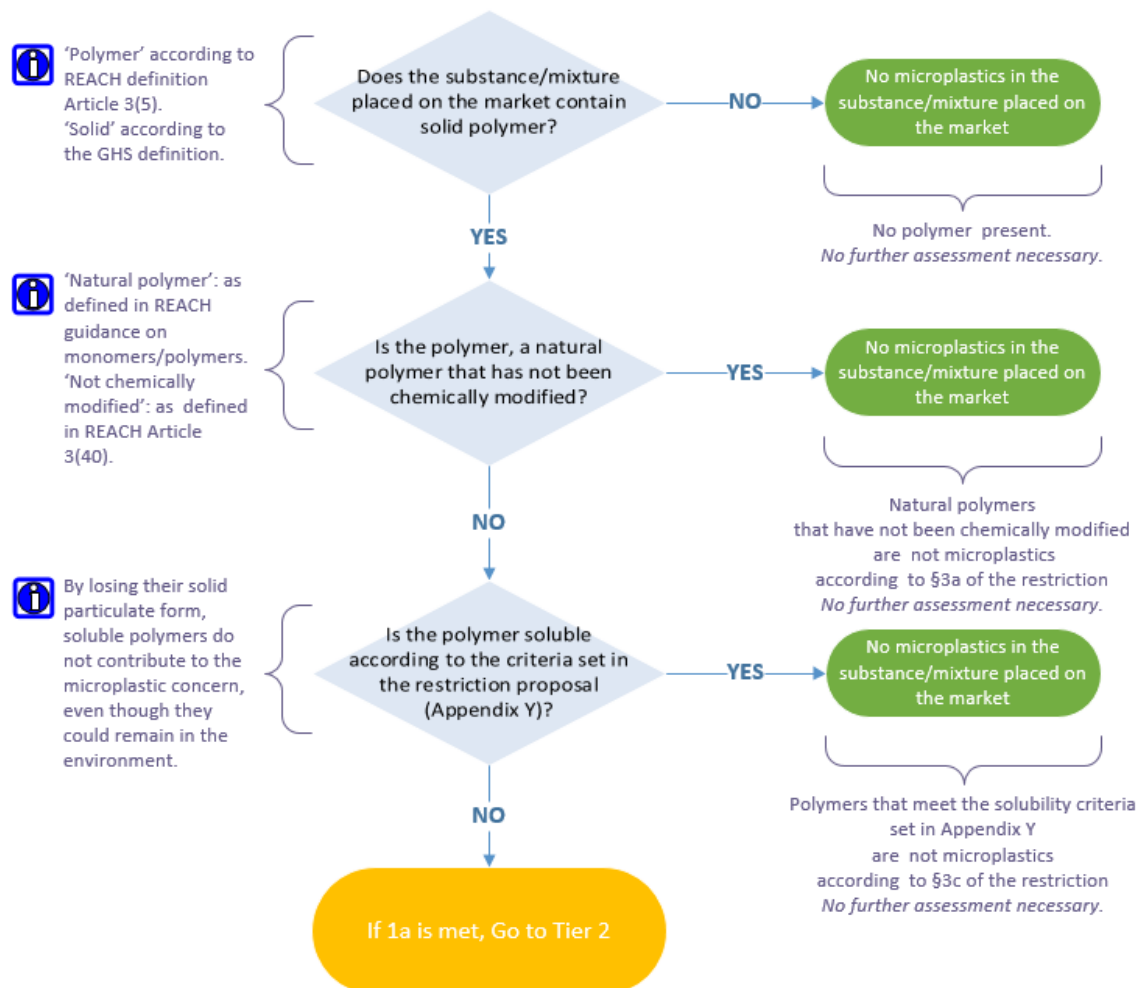 ‘Polymer’ according to
REACH definition
Article 3(5).
‘Solid’ according to
the GHS definition.
Does the substance/mixture
placed on the market contain
solid polymer?
NO
No microplastics in the
substance/mixture placed on
the market
No polymer present.
No further assessment necessary.
YES
‘Natural polymer’: as
defined in REACH
guidance on
monomers/polymers.
‘Not chemically
modified’: as defined
in REACH Article
3(40).
Is the polymer, a natural
polymer that has not been
chemically modified?
YES
No microplastics in the
substance/mixture placed on
the market
Natural polymers
that have not been chemically modified
are not microplastics
according to §3a of the restriction
No further assessment necessary.
NO
By losing their solid
particulate form,
soluble polymers do
not contribute to the
microplastic concern,
even though they
could remain in the
environment.
Is the polymer soluble
according to the criteria set in
the restriction proposal
(Appendix Y)?
YES
No microplastics in the
substance/mixture placed on
the market
Polymers that meet the solubility criteria
set in Appendix Y
are not microplastics
according to §3c of the restriction
No further assessment necessary.
NO
If 1a is met, Go to Tier 2